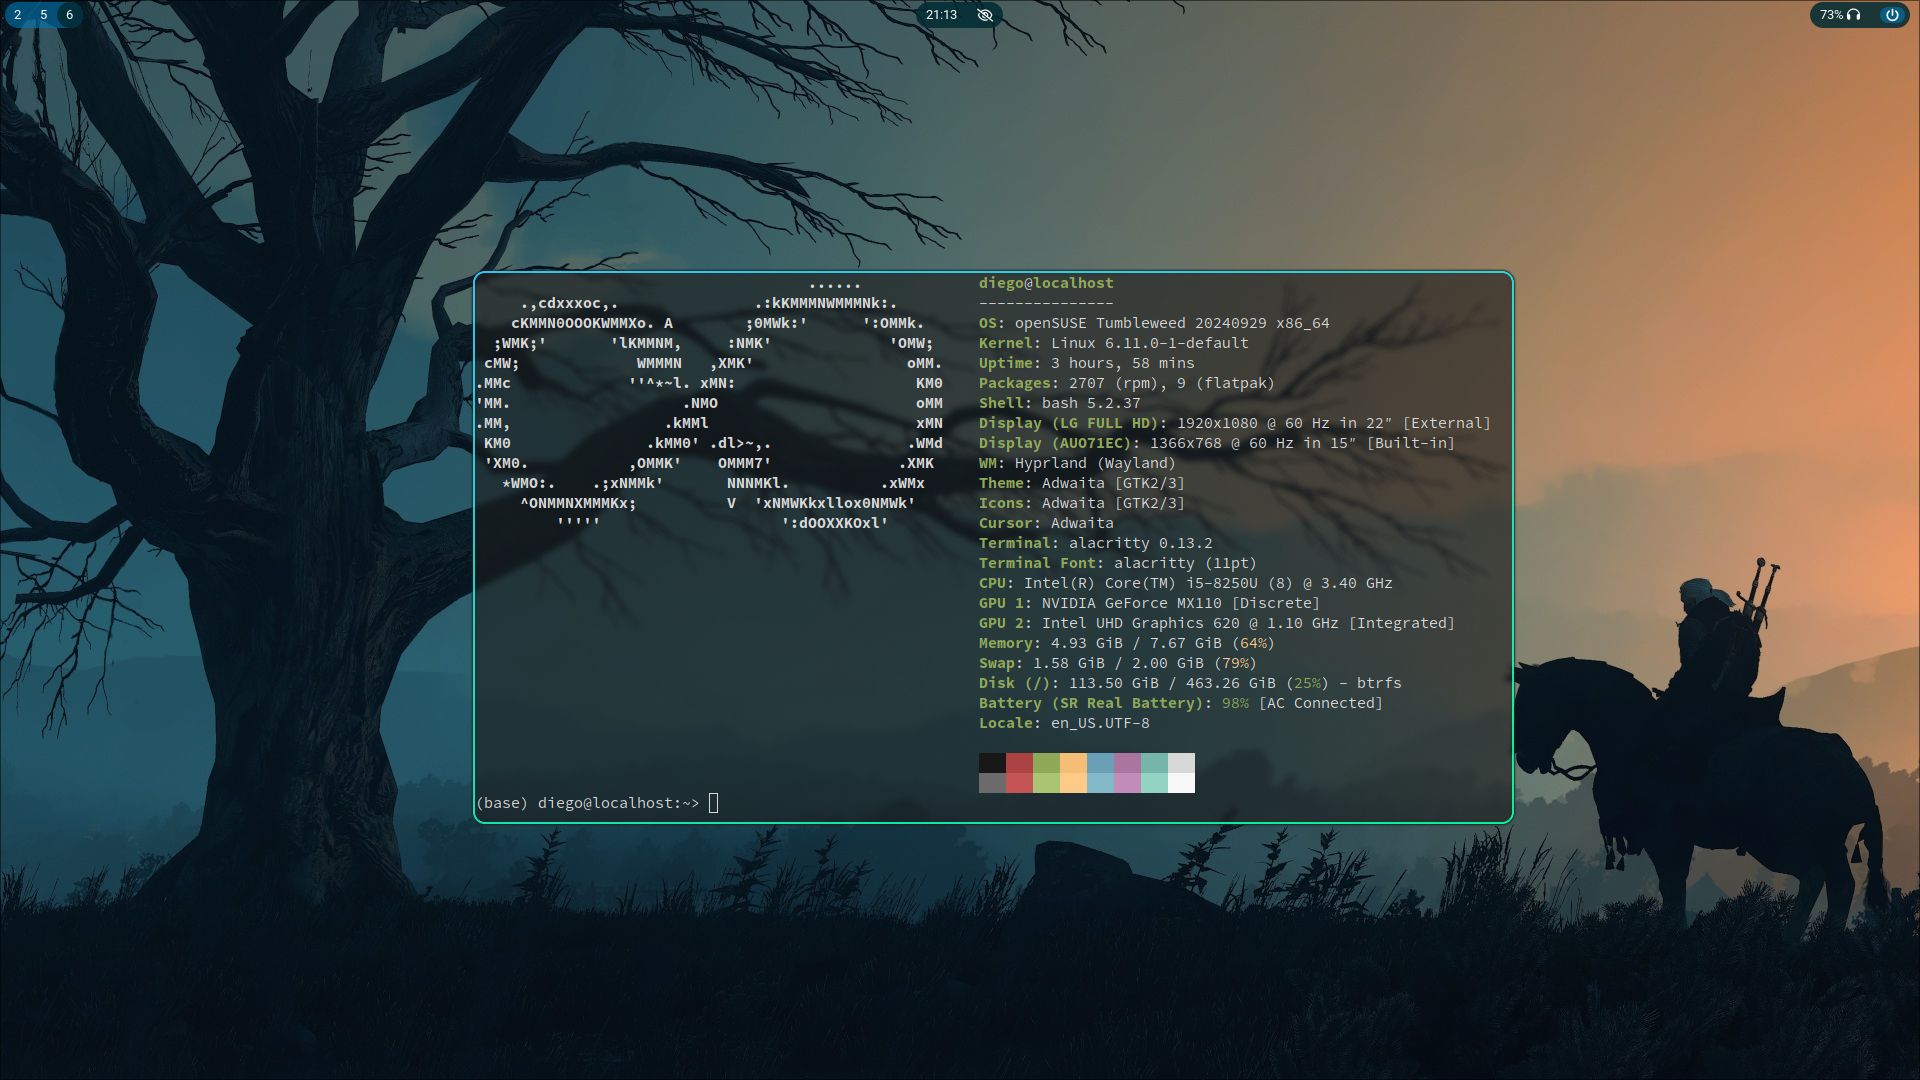 2 5 6
21:13
73%
......
.,cdxxxoc,. .:kKMMMNWMMMNk:.
cKMMN0OOOKWMMXo. A ;0MWk:' ':OMMk.
;WMK;' 'lKMMNM, :NMK' 'OMW;
cMW; WMMMN ,XMK' oMM.
.MMc ''^*~l. xMN: KM0
'MM. .NMO oMM
.MM, .kMMl xMN
KM0 .kMM0' .dl>~,. .WMd
'XM0. ,OMMK' OMMM7' .XMK
*WMO:. .;xNMMk' NNNMKl. .xWMx
^ONMMNXMMMKx; V 'xNMWKkxllox0NMWk'
''''' ':dOOXXKOxl'
diego@localhost
---------------
OS: openSUSE Tumbleweed 20240929 x86_64
Kernel: Linux 6.11.0-1-default
Uptime: 3 hours, 58 mins
Packages: 2707 (rpm), 9 (flatpak)
Shell: bash 5.2.37
Display (LG FULL HD): 1920x1080 @ 60 Hz in 22″ [External]
Display (AUO71EC): 1366x768 @ 60 Hz in 15″ [Built-in]
WM: Hyprland (Wayland)
Theme: Adwaita [GTK2/3]
Icons: Adwaita [GTK2/3]
Cursor: Adwaita
Terminal: alacritty 0.13.2
Terminal Font: alacritty (11pt)
CPU: Intel(R) Core(TM) i5-8250U (8) @ 3.40 GHz
GPU 1: NVIDIA GeForce MX110 [Discrete]
GPU 2: Intel UHD Graphics 620 @ 1.10 GHz [Integrated]
Memory: 4.93 GiB / 7.67 GiB (64%)
Swap: 1.58 GiB / 2.00 GiB (79%)
Disk (/): 113.50 GiB / 463.26 GiB (25%) - btrfs
Battery (SR Real Battery): 98% [AC Connected]
Locale: en_US.UTF-8
(base) diego@localhost:~>